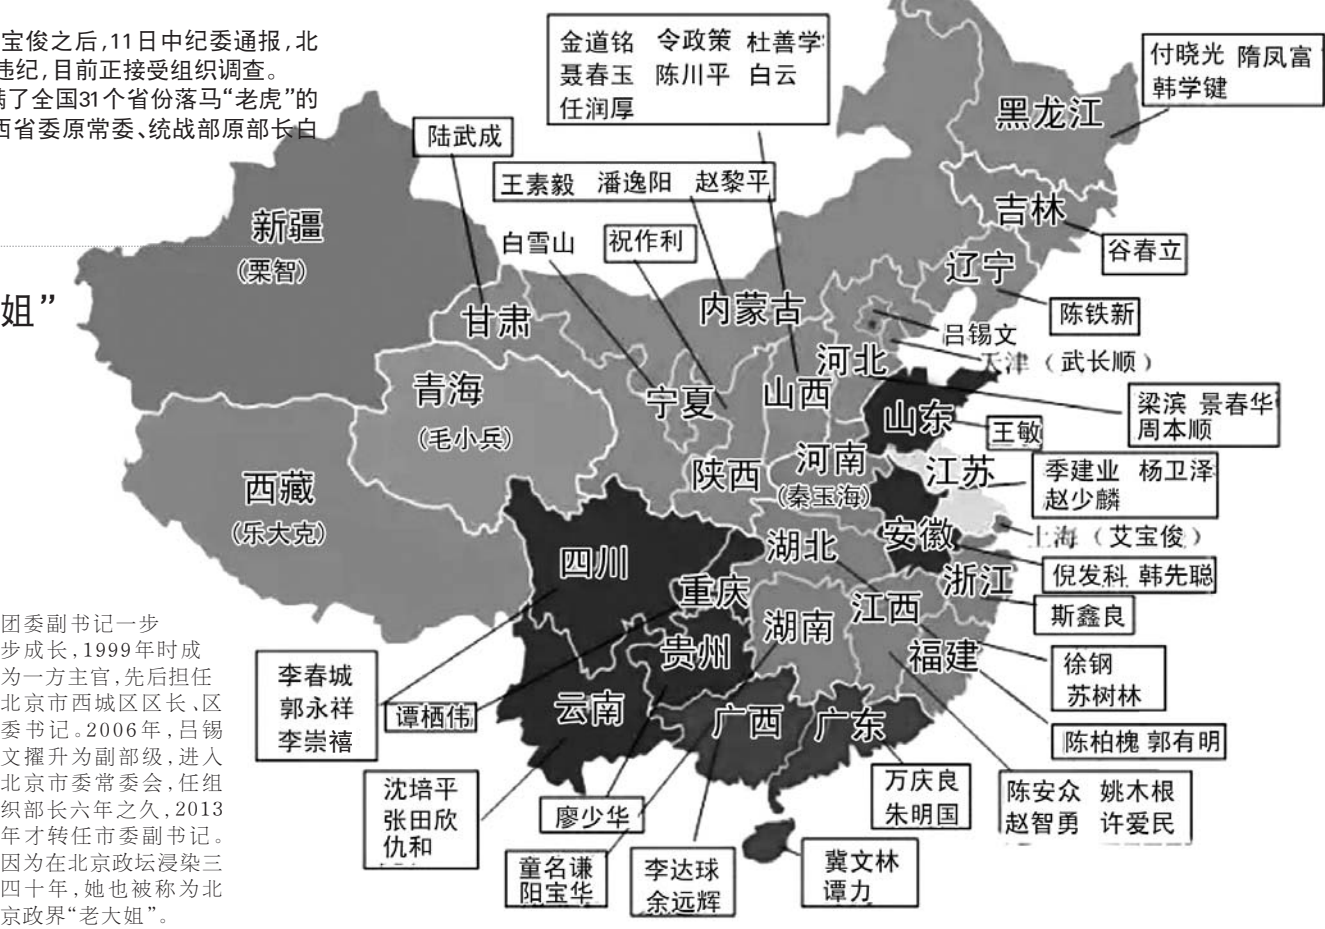 宝俊之后,11日中纪委通报,北
违纪,目前正接受组织调查。
了全国31个省份落马“老虎”的
西省委原常委、统战部原部长白
姐”
金道铭 令政策 杜善学
聂春玉 陈川平 白云
任润厚
付晓光 隋凤富
韩学键
黑龙江
陆武成
王素毅 潘逸阳 赵黎平
吉林
谷春立
新疆
(栗智)
白雪山
祝作利
辽宁
陈铁新
内蒙古
甘肃
吕锡文
天津(武长顺)
河北
青海
(毛小兵)
宁夏
山西
梁滨 景春华
周本顺
山东
王敏
河南
(秦玉海)
陕西
江苏
季建业 杨卫泽
赵少麟
西藏
(乐大克)
安徽
上海(艾宝俊)
湖北
四川
倪发科 韩先聪
浙江
重庆
斯鑫良
江西
湖南
贵州
福建
徐钢
苏树林
团委副书记一步
步成长,1999年时成
为一方主官,先后担任
北京市西城区区长、区
委书记。2006年,吕锡
文擢升为副部级,进入
北京市委常委会,任组
织部长六年之久,2013
年才转任市委副书记。
因为在北京政坛浸染三
四十年,她也被称为北
京政界“老大姐”。
李春城
郭永祥
李崇禧
谭栖伟
云南
广西
广东
陈柏槐 郭有明
沈培平
张田欣
仇和
廖少华
万庆良
朱明国
陈安众 姚木根
赵智勇 许爱民
童名谦
阳宝华
李达球
余远辉
冀文林
谭力